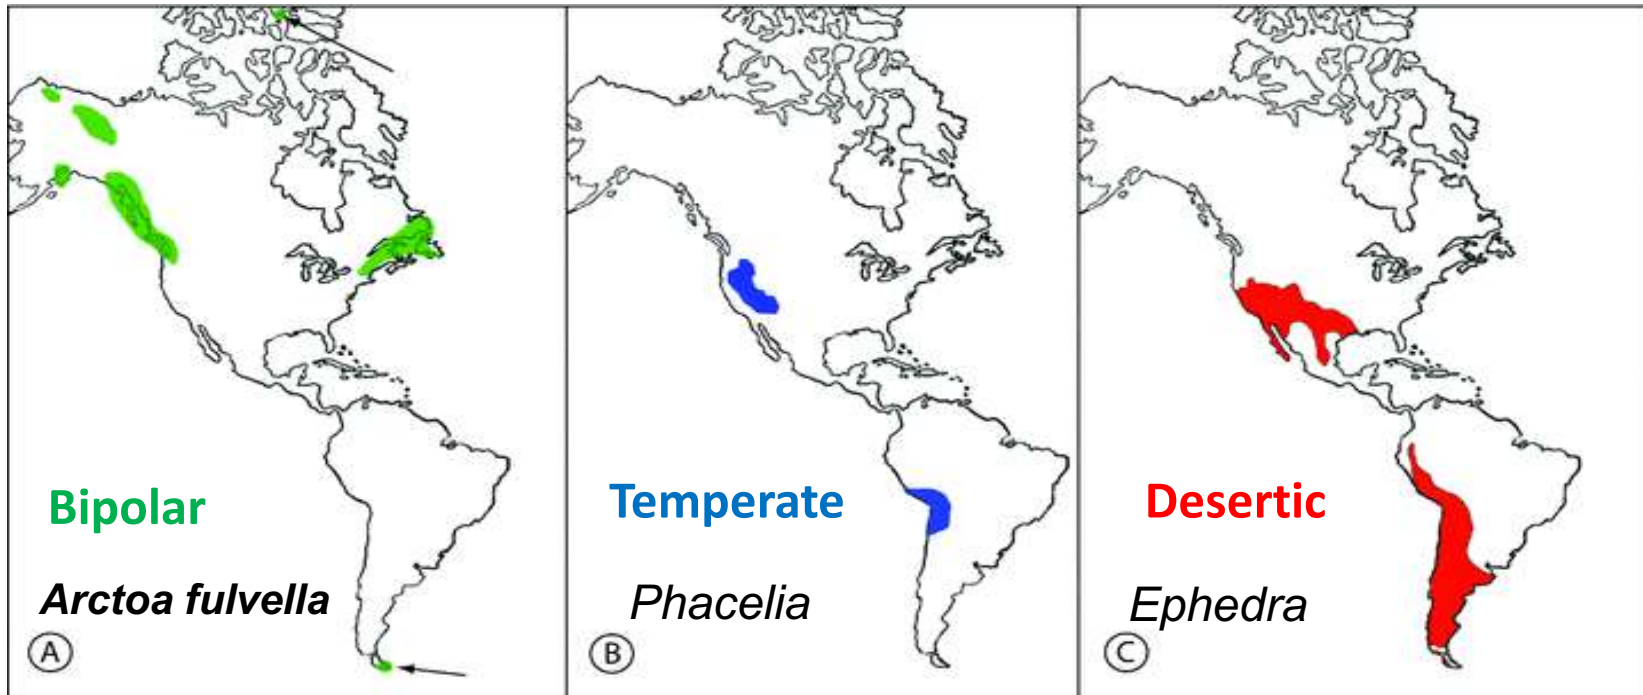 Bipolar
Arctoa fulvella
A
Temperate
Phacelia
B
Desertic
Ephedra
C